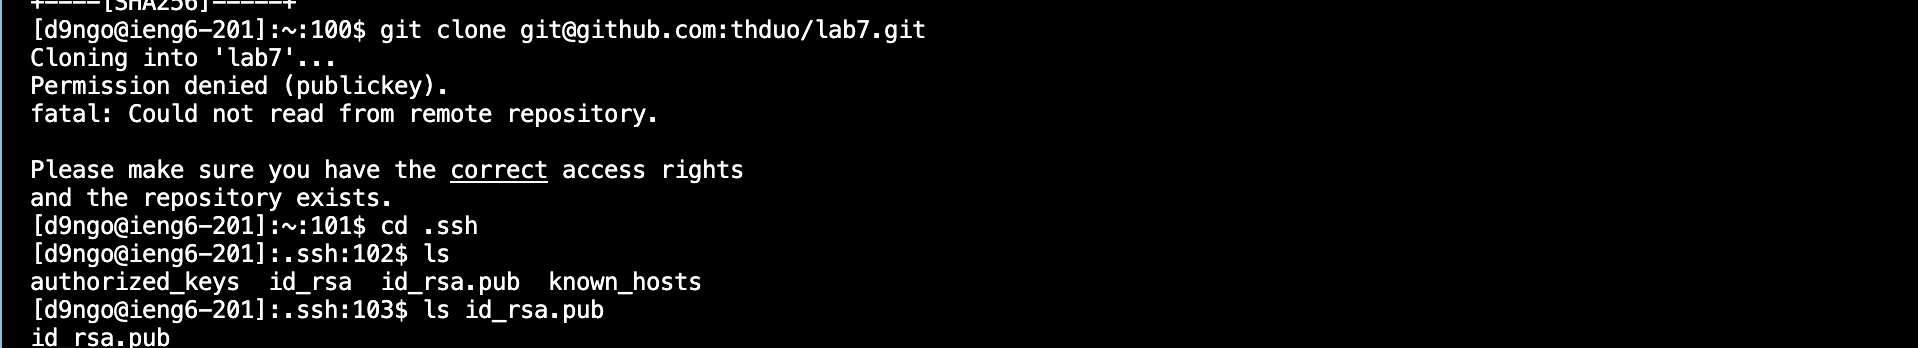 +----[SHA256]-----+
[d9ngo@ieng6-201]:~:100$ git clone git@github.com:thduo/lab7.git
Cloning into 'lab7'...
Permission denied (publickey).
fatal: Could not read from remote repository.
Please make sure you have the correct access rights
and the repository exists.
[d9ngo@ieng6-201]:~:101$ cd .ssh
[d9ngo@ieng6-201]:.ssh:102$ ls
authorized_keys  id_rsa  id_rsa.pub  known_hosts
[d9ngo@ieng6-201]:.ssh:103$ ls id_rsa.pub
id_rsa.pub